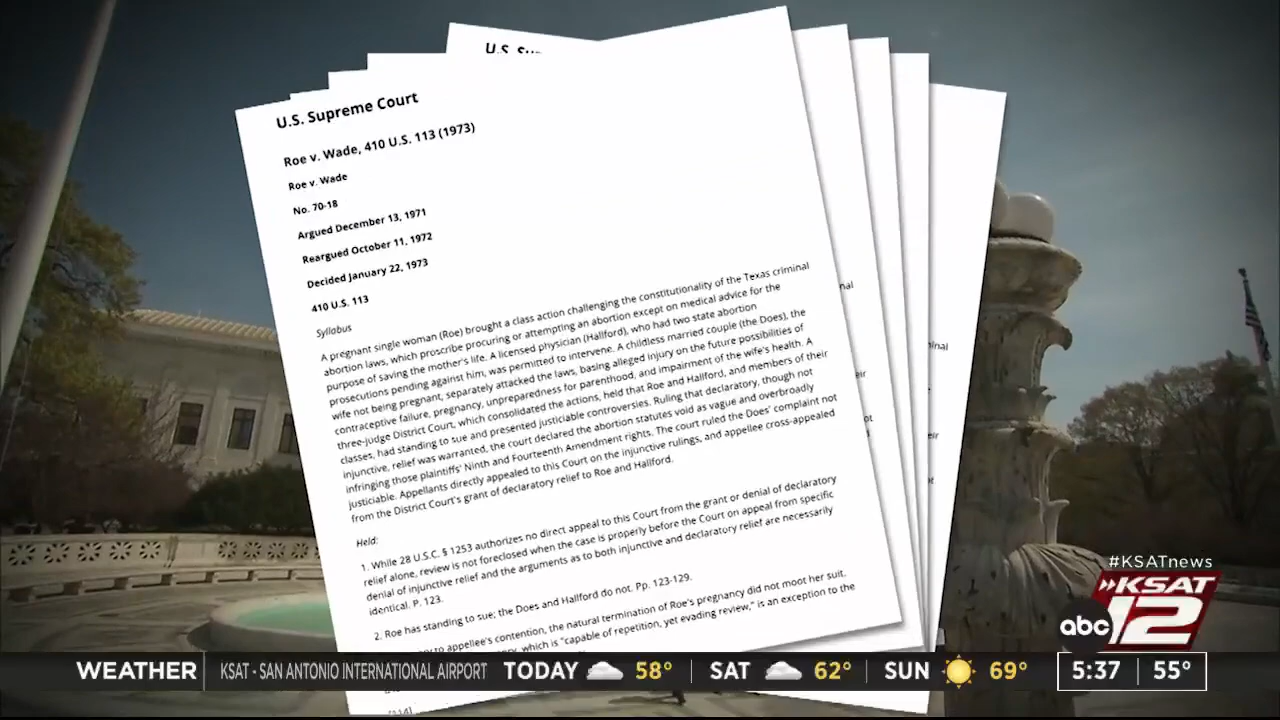 U.S. Supreme Court
Roe v. Wade, 410 U.S. 113 (1973)
Roe v. Wade
No. 70-18
Argued December 13, 1971
Reargued October 11, 1972
Decided January 22, 1973
410 U.S. 113
Syllabus
A pregnant single woman (Roe) brought a class action challenging the constitutionality of the Texas criminal
abortion laws, which proscribe procuring or attempting an abortion except on medical advice for the
purpose of saving the mother's life. A licensed physician (Hallford), who had two state abortion
prosecutions pending against him, was permitted to intervene. A childless married couple (the Does), the
wife not being pregnant, separately attacked the laws, basing alleged injury on the future possibilities of
contraceptive failure, pregnancy, unpreparedness for parenthood, and impairment of the wife's health. A
three-judge District Court, which consolidated the actions, held that Roe and Hallford, and members of their
classes, had standing to sue and presented justiciable controversies. Ruling that declaratory, though not
injunctive, relief was warranted, the court declared the abortion statutes void as vague and overbroadly
infringing those plaintiffs' Ninth and Fourteenth Amendment rights. The court ruled the Does' complaint not
justiciable. Appellants directly appealed to this Court on the injunctive rulings, and appellee cross-appealed
from the District Court's grant of declaratory relief to Roe and Hallford.
Held:
1. While 28 U.S.C. § 1253 authorizes no direct appeal to this Court from the grant or denial of declaratory
relief alone, review is not foreclosed when the case is properly before the Court on appeal from specific
denial of injunctive relief and the arguments as to both injunctive and declaratory relief are necessarily
identical. P. 123.
2. Roe has standing to sue; the Does and Hallford do not. Pp. 123-129.
to appellee's contention, the natural termination of Roe's pregnancy did not moot her suit.
which is "capable of repetition, yet evading review," is an exception to the
#KSATnews
KSAT
abc 12
WEATHER KSAT - SAN ANTONIO INTERNATIONAL AIRPORT TODAY 58° SAT 62° SUN 69° 5:37 55°